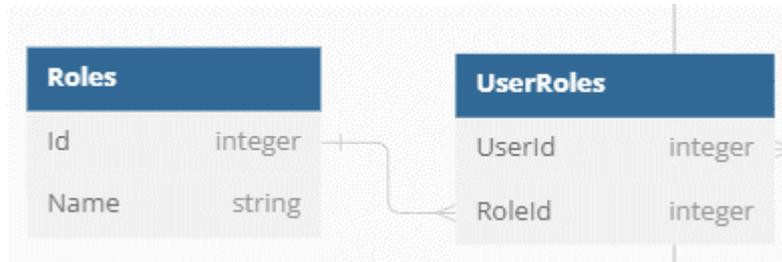 Roles
Id integer
Name string
UserRoles
UserId integer
RoleId integer